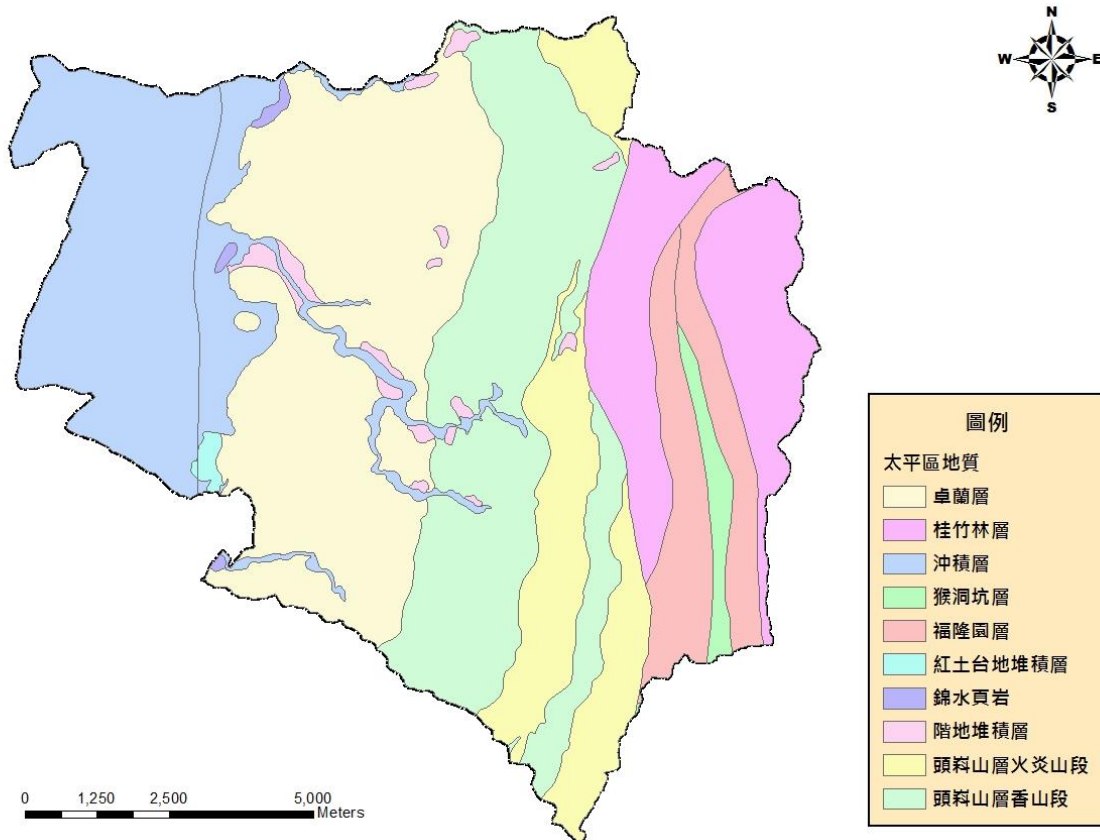 N
W E
S
圖例
太平區地質
卓蘭層
桂竹林層
沖積層
猴洞坑層
福隆園層
紅土台地堆積層
錦水頁岩
階地堆積層
頭嵙山層火炎山段
頭嵙山層香山段
0 1,250 2,500 5,000
Meters